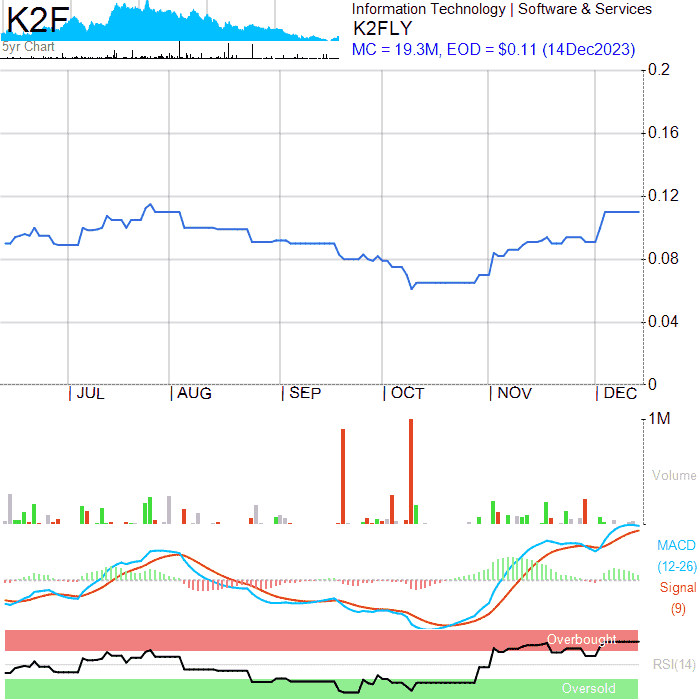 K2F
5yr Chart
Information Technology | Software & Services
K2FLY
MC = 19.3M, EOD = $0.11 (14Dec2023)
0.2
0.16
0.12
0.08
0.04
0
JUL AUG SEP OCT NOV DEC
1M
Volume
MACD
(12-26)
Signal
(9)
Overbought
RSI(14)
Oversold